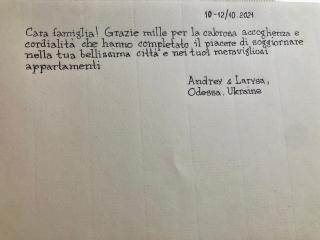 10-12/10.2021
Cara famiglia! Grazie mille per la calorosa accoglienza e
cordialità che hanno completato il piacere di soggiornare
nella tua bellissima città e nei tuoi meravigliosi
appartamenti
Andrey & Larysa,
Odessa, Ukraine